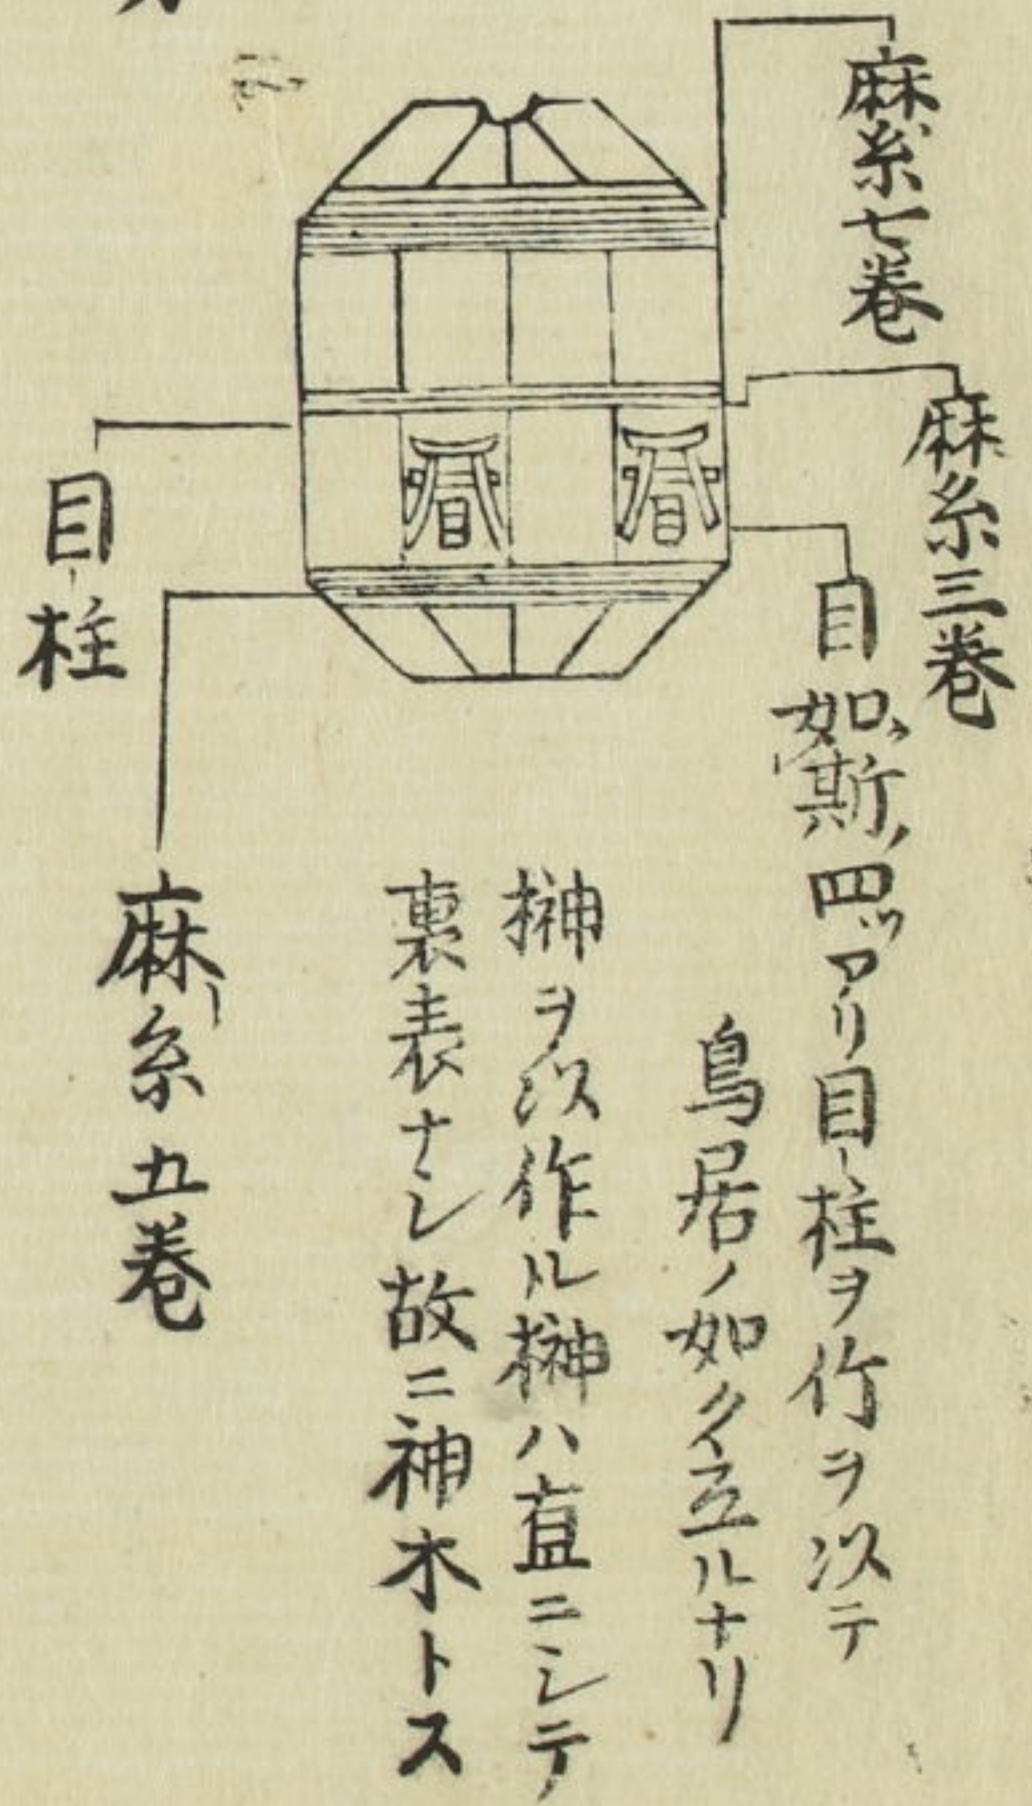 麻糸七巻
麻糸三巻
目
如斯ノ四ツアリ目柱ヲ竹ヲ以テ
鳥居ノ如ク立ルナリ
榊ヲ以作ル榊ハ直ニシテ
裏表ナシ故ニ神木トス
目柱
麻糸五巻